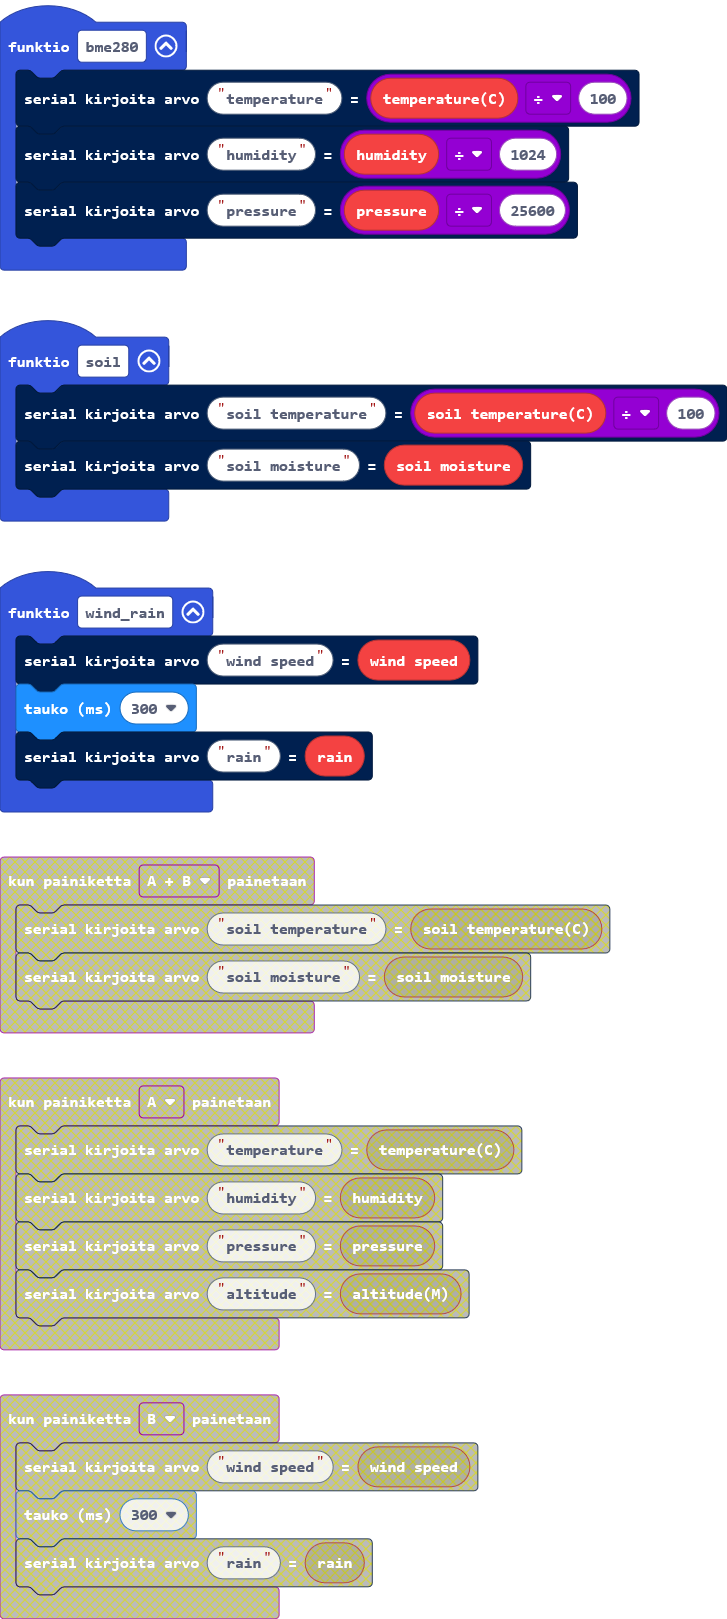 funktio bme280
serial kirjoita arvo "temperature" = temperature(C) ÷ 100
serial kirjoita arvo "humidity" = humidity ÷ 1024
serial kirjoita arvo "pressure" = pressure ÷ 25600
funktio soil
serial kirjoita arvo "soil temperature" = soil temperature(C) ÷ 100
serial kirjoita arvo "soil moisture" = soil moisture
funktio wind_rain
serial kirjoita arvo "wind speed" = wind speed
tauko (ms) 300
serial kirjoita arvo "rain" = rain
kun painiketta A + B painetaan
serial kirjoita arvo "soil temperature" = soil temperature(C)
serial kirjoita arvo "soil moisture" = soil moisture
kun painiketta A painetaan
serial kirjoita arvo "temperature" = temperature(C)
serial kirjoita arvo "humidity" = humidity
serial kirjoita arvo "pressure" = pressure
serial kirjoita arvo "altitude" = altitude(M)
kun painiketta B painetaan
serial kirjoita arvo "wind speed" = wind speed
tauko (ms) 300
serial kirjoita arvo "rain" = rain